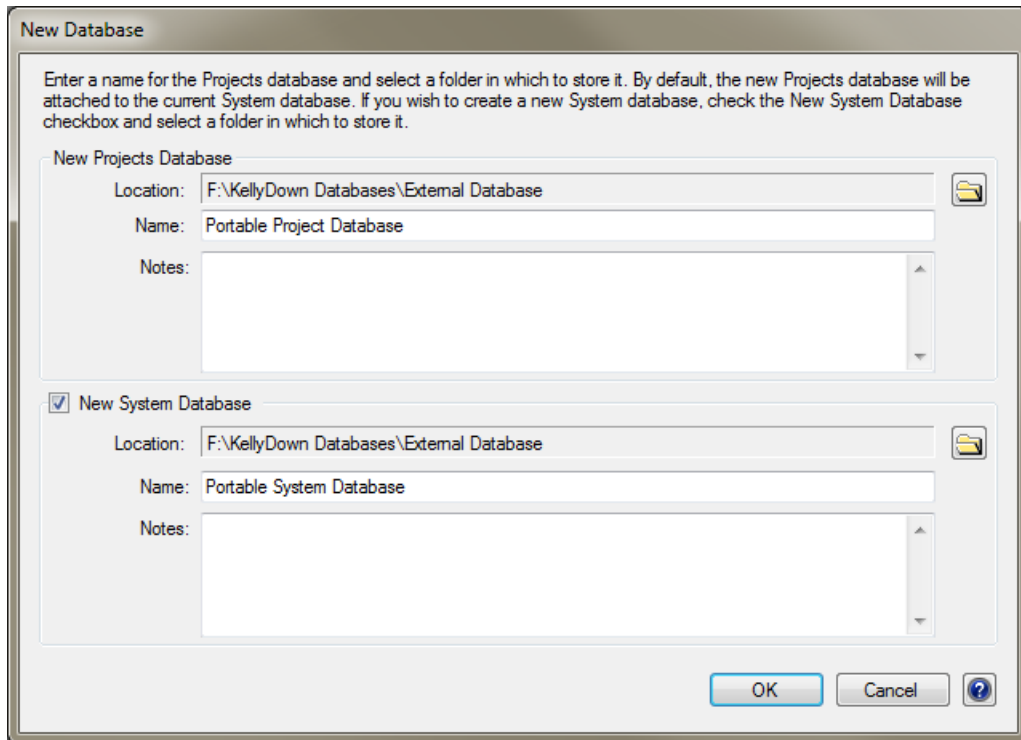 New Database
Enter a name for the Projects database and select a folder in which to store it. By default, the new Projects database will be
attached to the current System database. If you wish to create a new System database, check the New System Database
checkbox and select a folder in which to store it.
New Projects Database
Location: F:\KellyDown Databases\External Database
Name: Portable Project Database
Notes:
New System Database
Location: F:\KellyDown Databases\External Database
Name: Portable System Database
Notes:
OK Cancel ?